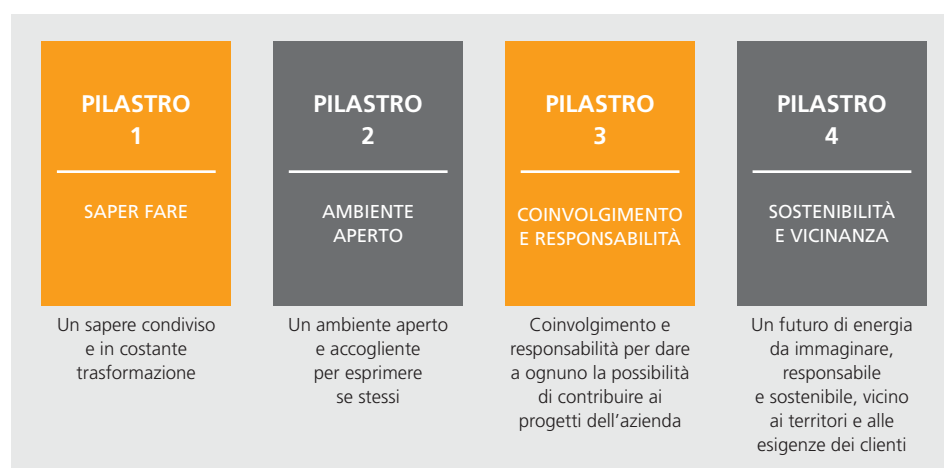 PILASTRO
1
SAPER FARE
Un sapere condiviso
e in costante
trasformazione
PILASTRO
2
AMBIENTE
APERTO
Un ambiente aperto
e accogliente
per esprimere
se stessi
PILASTRO
3
COINVOLGIMENTO
E RESPONSABILITÀ
Coinvolgimento e
responsabilità per dare
a ognuno la possibilità
di contribuire ai
progetti dell'azienda
PILASTRO
4
SOSTENIBILITÀ
E VICINANZA
Un futuro di energia
da immaginare,
responsabile
e sostenibile, vicino
ai territori e alle
esigenze dei clienti